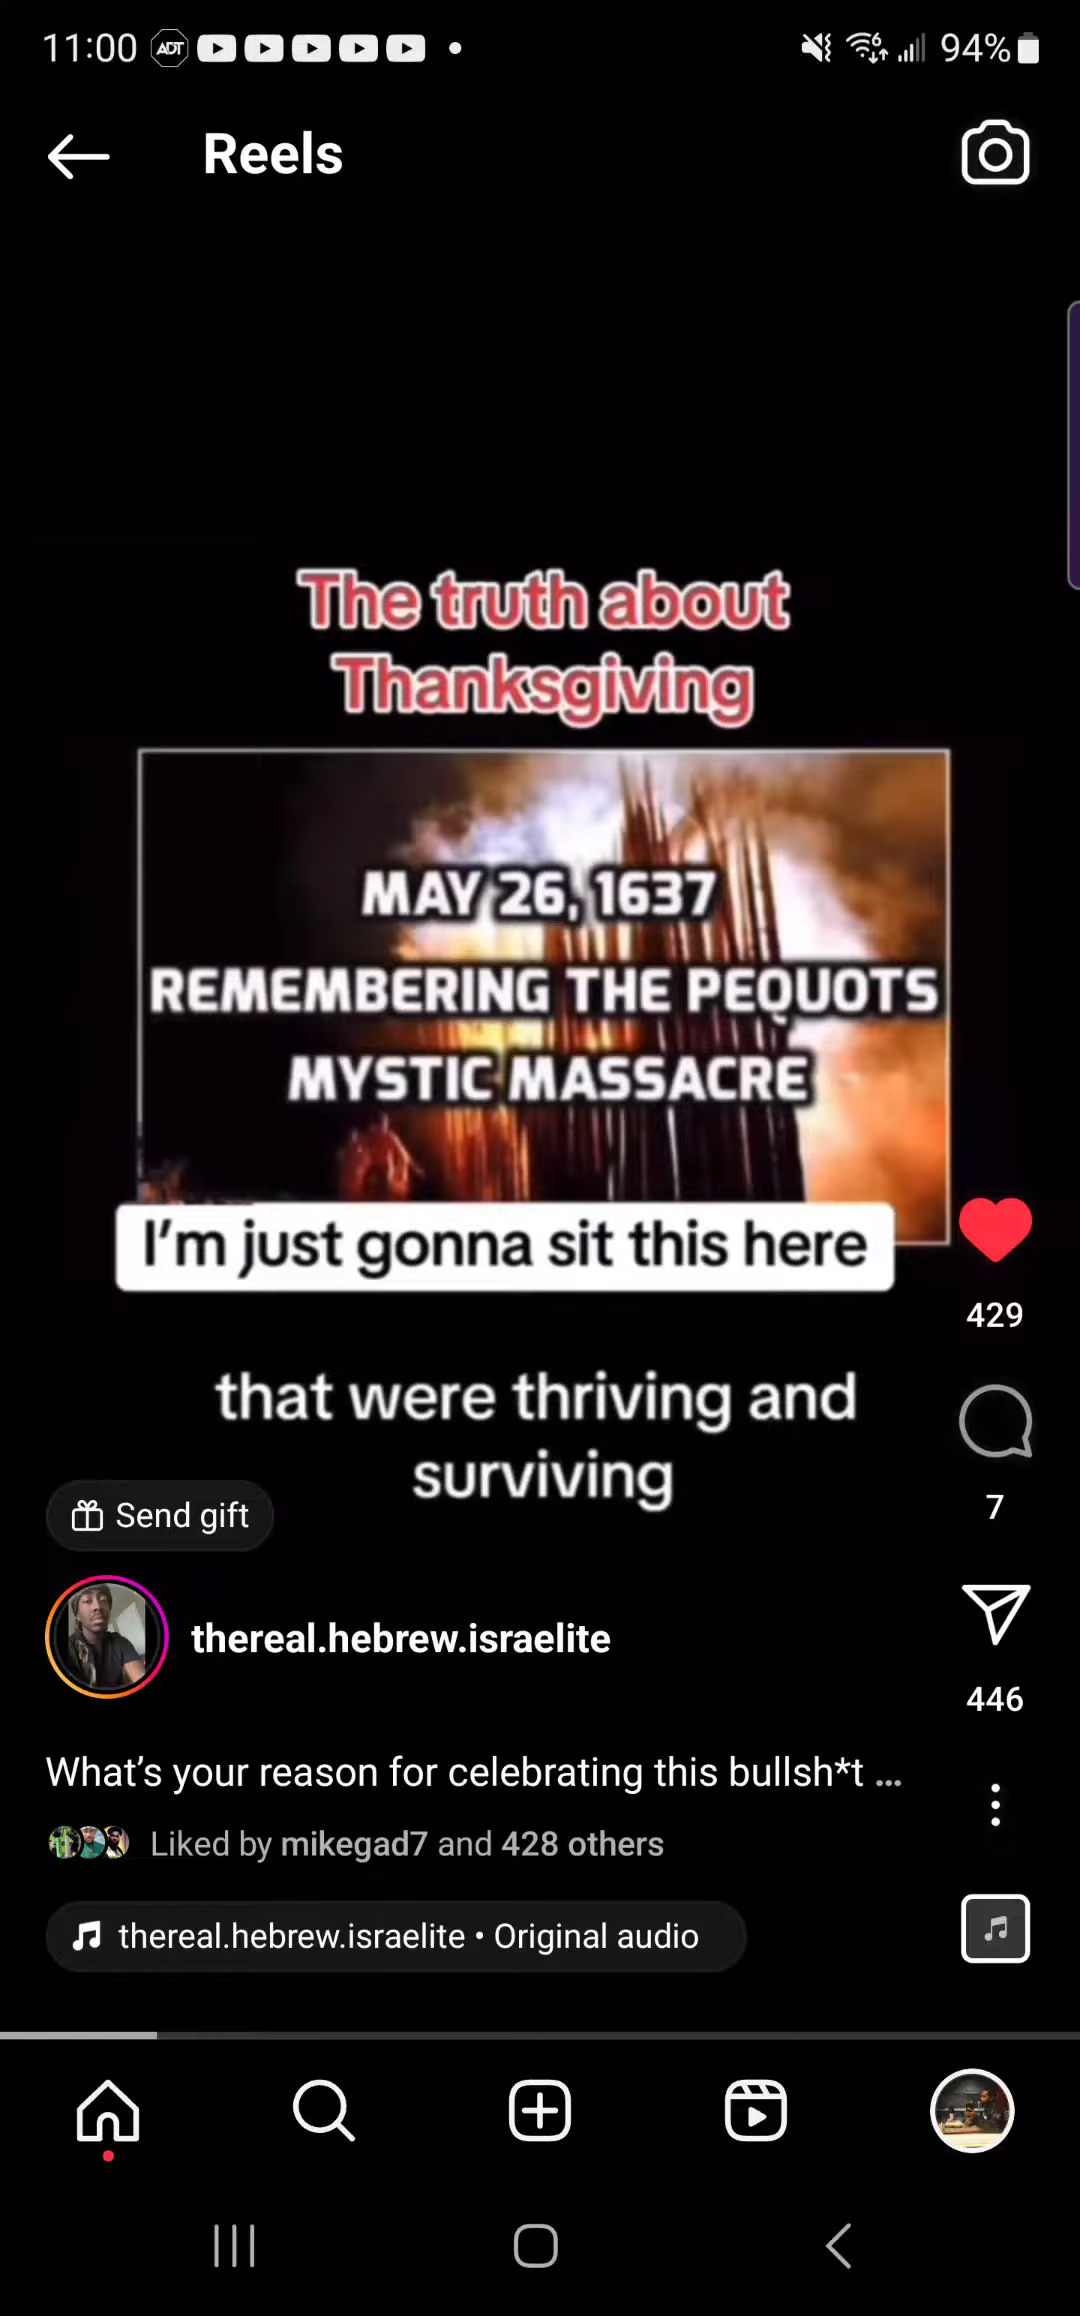 11:00 ADT 6 94%
Reels
The truth about
Thanksgiving
MAY 26, 1637
REMEMBERING THE PEQUOTS
MYSTIC MASSACRE
I'm just gonna sit this here
429
that were thriving and
surviving
7
Send gift
thereal.hebrew.israelite
446
What's your reason for celebrating this bullsh*t ...
Liked by mikegad7 and 428 others
thereal.hebrew.israelite • Original audio